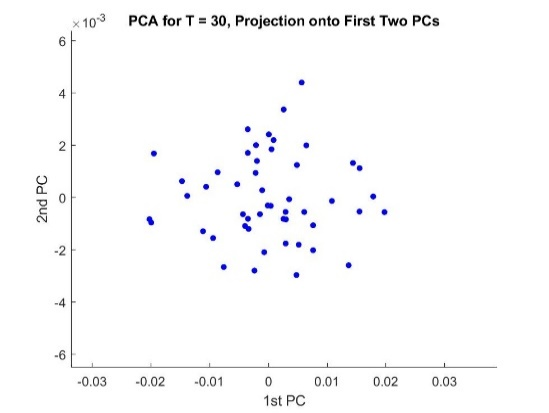 PCA for T = 30, Projection onto First Two PCs
×10-3
6
4
2
0
-2
-4
-6
2nd PC
-0.03 -0.02 -0.01 0 0.01 0.02 0.03
1st PC